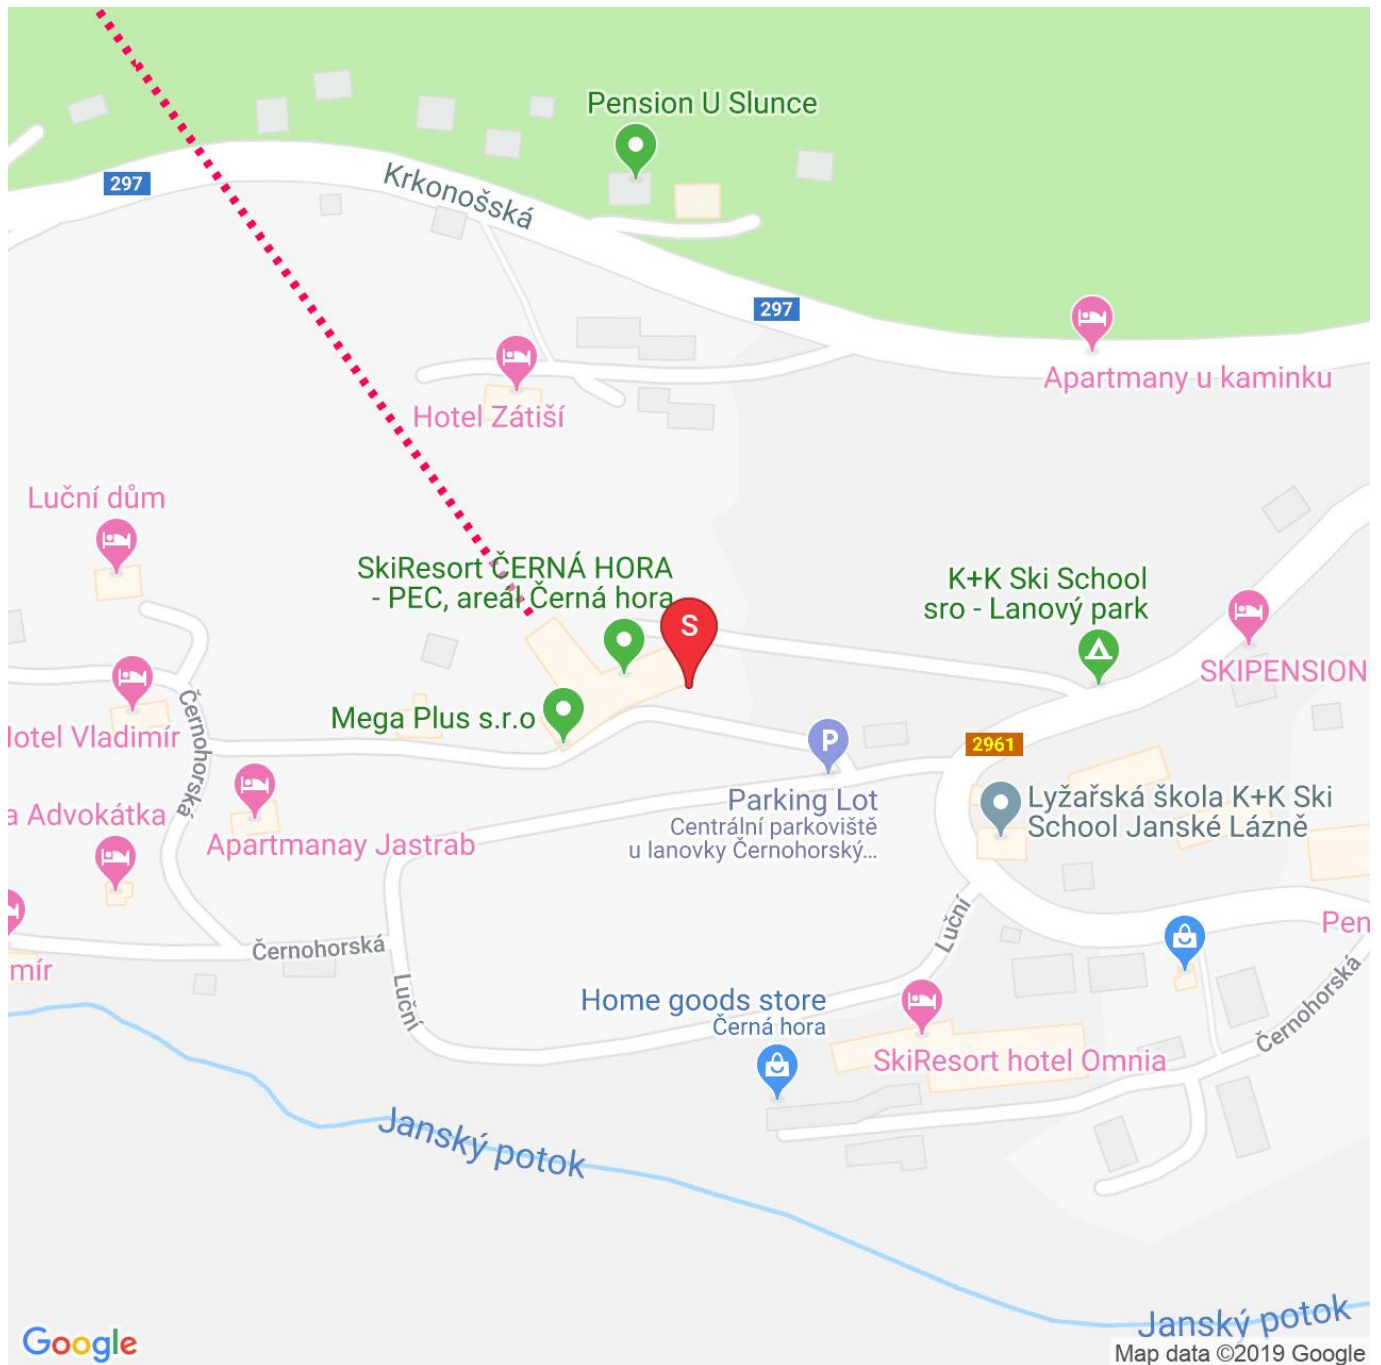 Pension U Slunce
297
Krkonošská
297
Apartmany u kaminku
Hotel Zátiší
Luční dům
SkiResort ČERNÁ HORA
- PEC, areál Černá hora
K+K Ski School
sro - Lanový park
S
SKIPENSION
Mega Plus s.r.o
Hotel Vladimír
Černohorská
P
2961
Parking Lot
Centrální parkoviště
u lanovky Černohorský...
Lyžařská škola K+K Ski
School Janské Lázně
a Advokátka
Apartmanay Jastrab
Luční
Pen
Černohorská
mír
Luční
Home goods store
Černá hora
Černohorská
SkiResort hotel Omnia
Janský potok
Janský potok
Google
Map data ©2019 Google